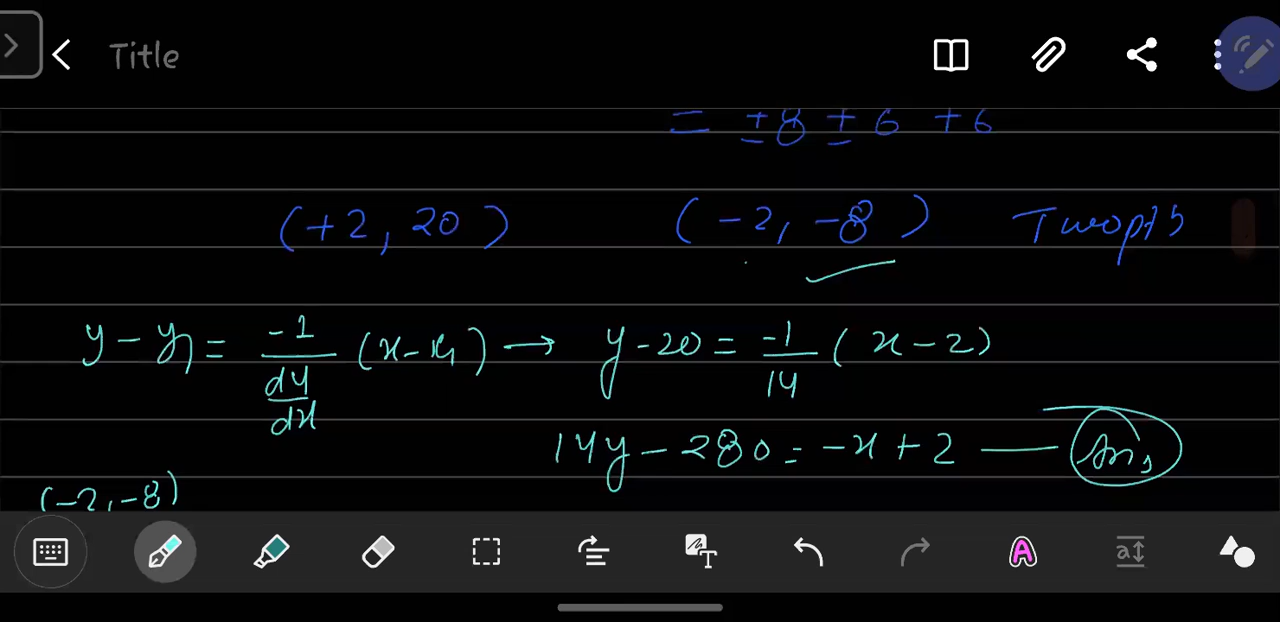 Title
= ±8 ± 6 + 6
(+2, 20) (-2, -8) Two pts
y - y1 = -1/(dy/dx) (x - x1) → y - 20 = -1/14 (x - 2)
14y - 280 = -x + 2 — Ans
(-2, -8)